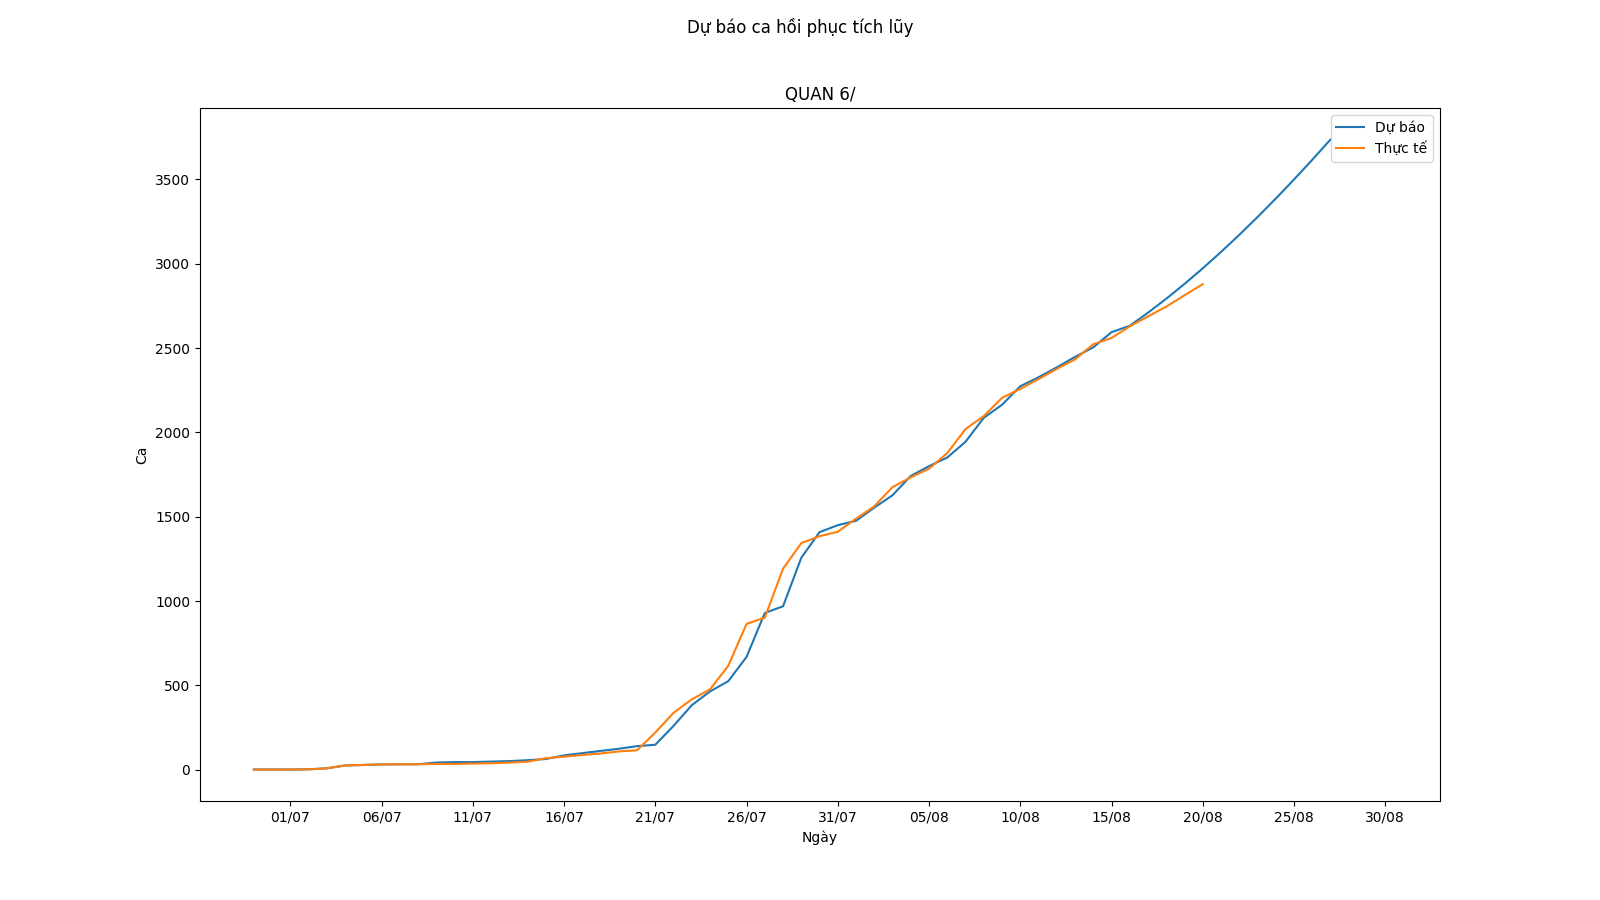 Dự báo ca hồi phục tích lũy
QUAN 6/
Dự báo
Thực tế
3500
3000
2500
2000
1500
1000
500
0
Ca
01/07 06/07 11/07 16/07 21/07 26/07 31/07 05/08 10/08 15/08 20/08 25/08 30/08
Ngày